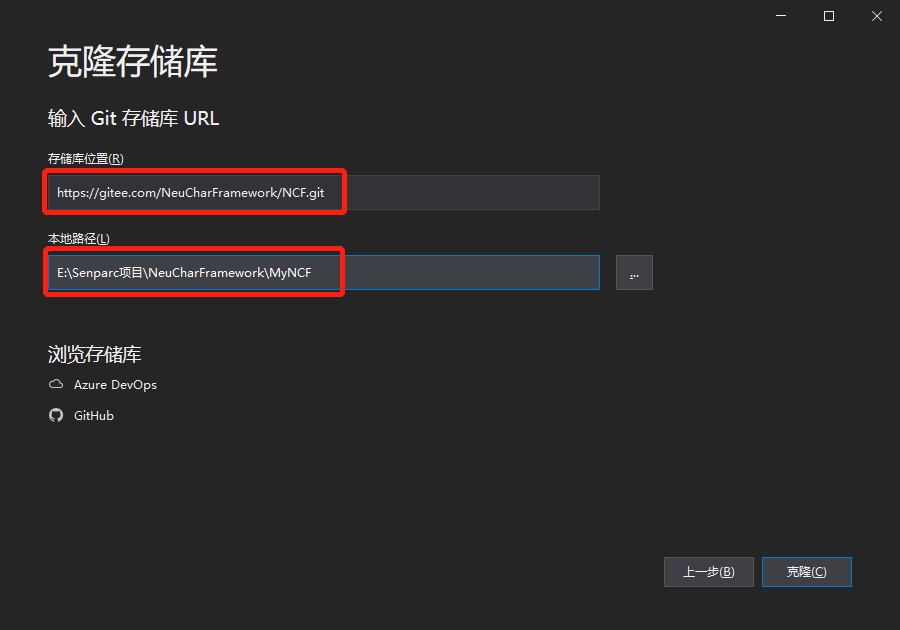 克隆存储库
输入 Git 存储库 URL
存储库位置(R)
https://gitee.com/NeuCharFramework/NCF.git
本地路径(L)
E:\Senparc项目\NeuCharFramework\MyNCF
...
浏览存储库
Azure DevOps
GitHub
上一步(B)
克隆(C)